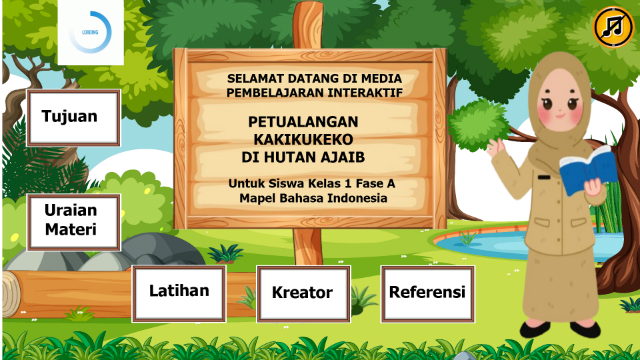 LOADING
SELAMAT DATANG DI MEDIA
PEMBELAJARAN INTERAKTIF
PETUALANGAN
KAKIKUKEKO
DI HUTAN AJAIB
Untuk Siswa Kelas 1 Fase A
Mapel Bahasa Indonesia
Tujuan
Uraian
Materi
Latihan
Kreator
Referensi